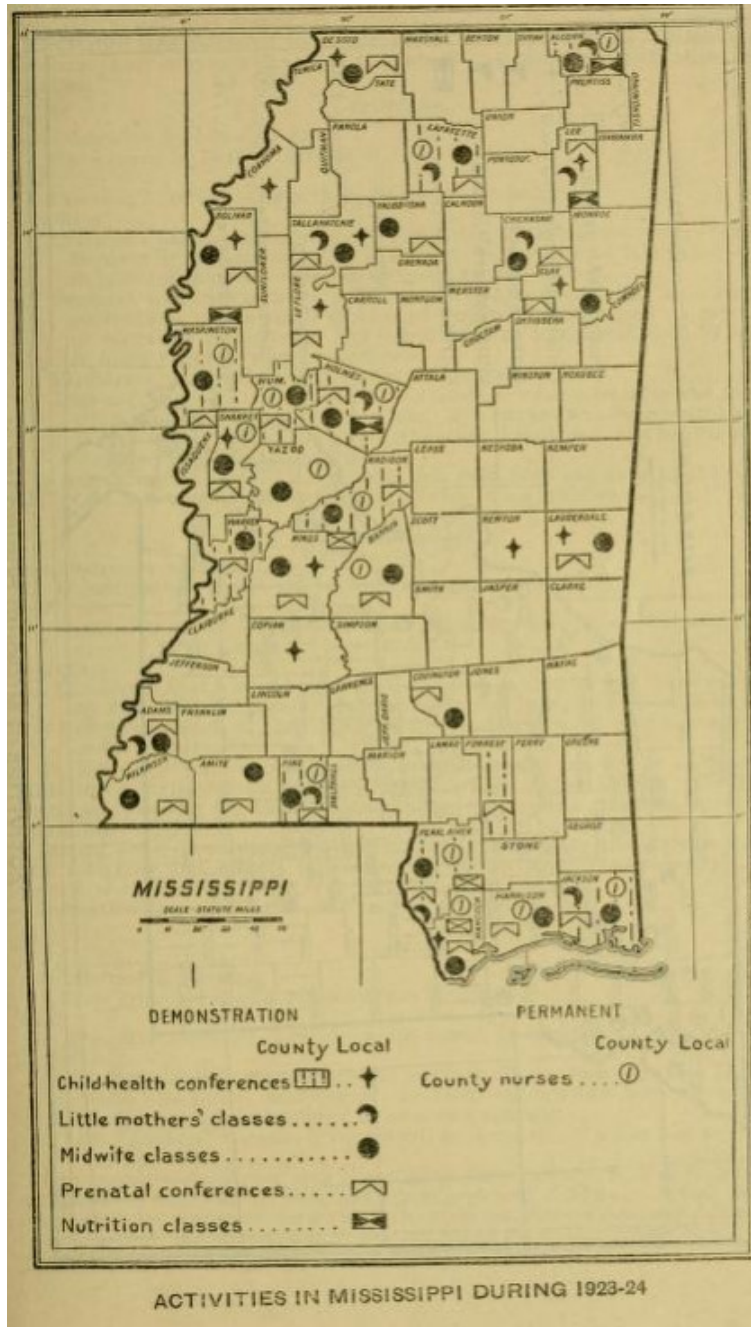 DE SOTO
MARSHALL
BENTON
TIPPAH
ALCORN
TUNICA
TATE
PRENTISS
TISHOMINGO
PANOLA
LAFAYETTE
UNION
LEE
ITAWAMBA
COAHOMA
QUITMAN
PONTOTOC
BOLIVAR
TALLAHATCHIE
YALOBUSHA
CALHOUN
CHICKASAW
MONROE
SUNFLOWER
LEFLORE
GRENADA
CLAY
CARROLL
WEBSTER
LOWNDES
WASHINGTON
HUM.
HOLMES
ATTALA
WINSTON
NOXUBEE
SHARKEY
ISSAQUENA
YAZOO
MADISON
LEAKE
NESHOBA
KEMPER
WARREN
HINDS
RANKIN
SCOTT
NEWTON
LAUDERDALE
SMITH
JASPER
CLARKE
CLAIBORNE
COPIAH
SIMPSON
JEFFERSON
COVINGTON
JONES
WAYNE
LINCOLN
LAWRENCE
JEFF DAVIS
ADAMS
FRANKLIN
WILKINSON
AMITE
PIKE
WALTHALL
MARION
LAMAR
FORREST
PERRY
GREENE
PEARL RIVER
STONE
GEORGE
HANCOCK
HARRISON
JACKSON
MISSISSIPPI
SCALE-STATUTE MILES
DEMONSTRATION
County Local
Child-health conferences ..
Little mothers' classes ......
Midwife classes ...........
Prenatal conferences .....
Nutrition classes ........
PERMANENT
County Local
County nurses ....
ACTIVITIES IN MISSISSIPPI DURING 1923-24